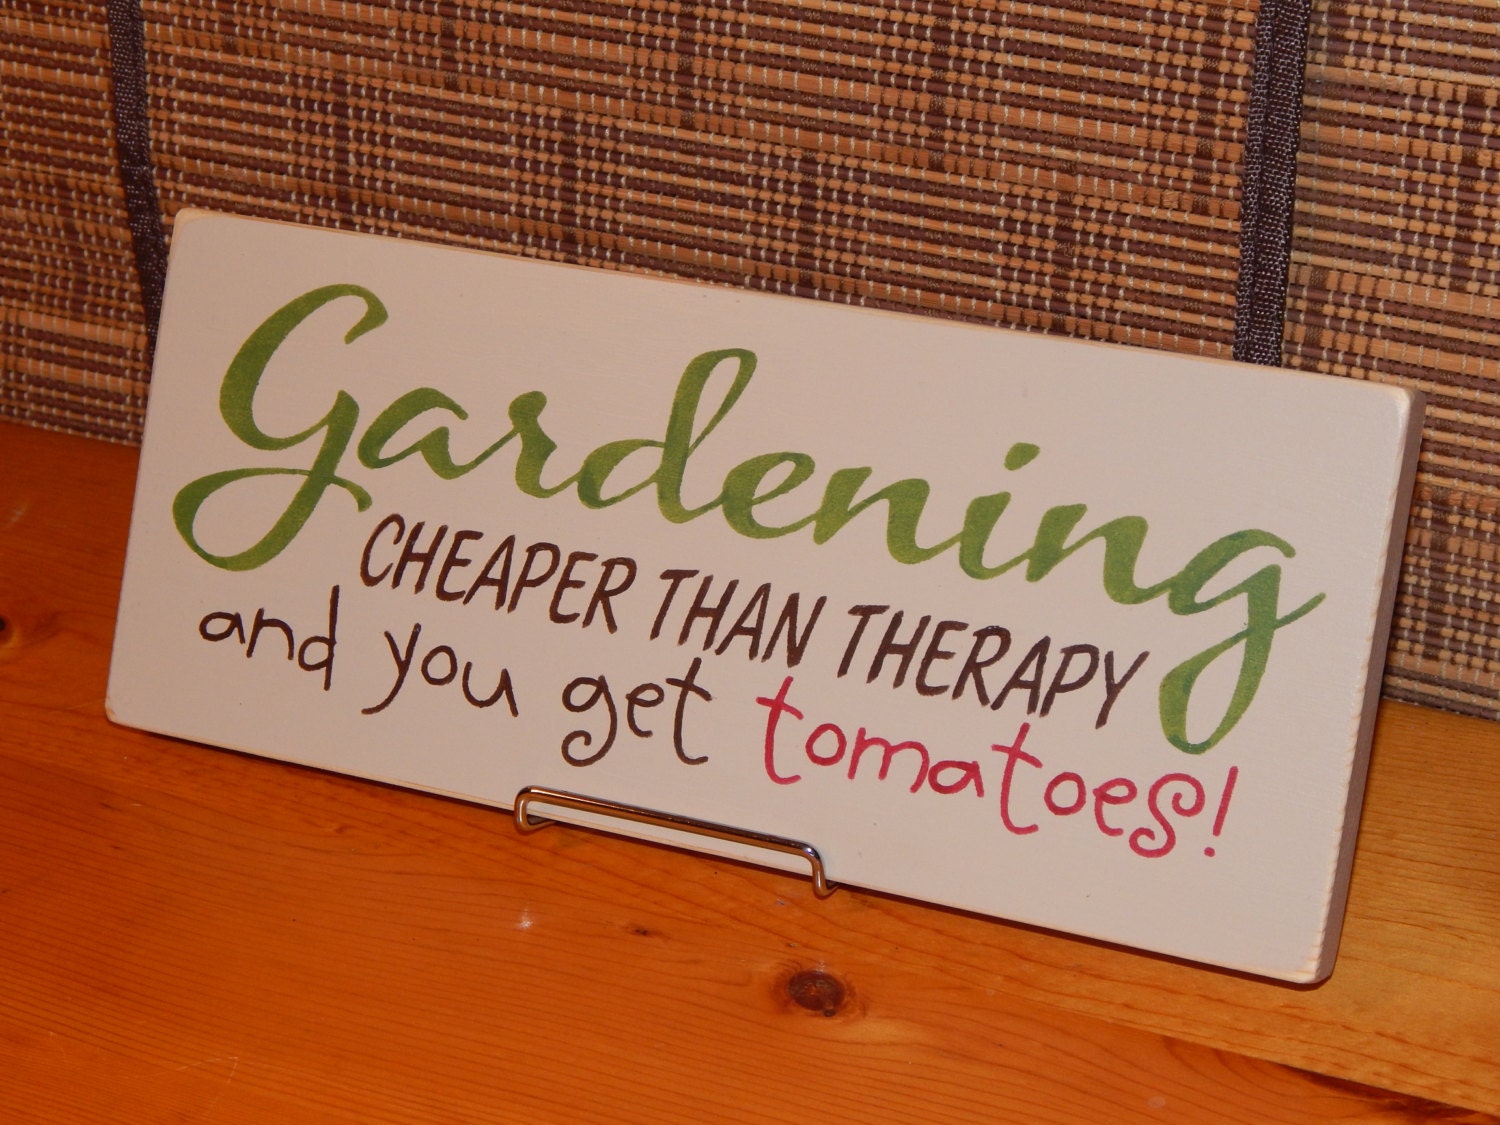 Gardening
CHEAPER THAN THERAPY
and you get tomatoes!